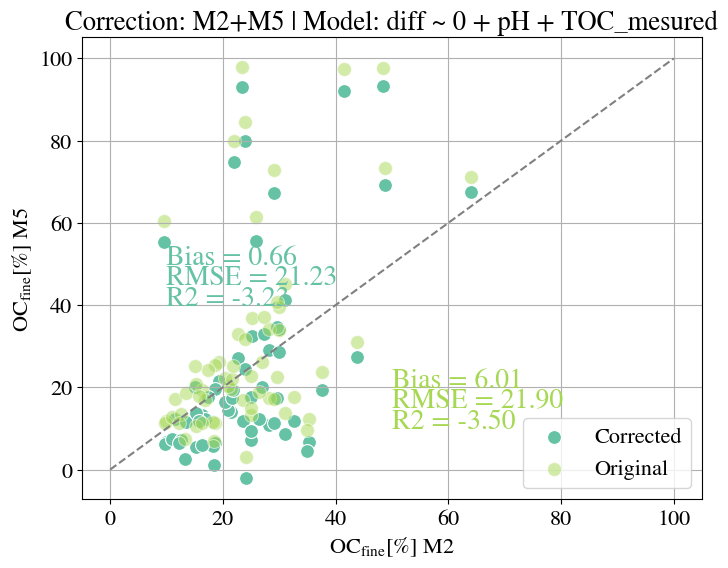 Correction: M2+M5 | Model: diff ~ 0 + pH + TOC_mesured
100
80
60
40
20
0
OCfine[%] M5
Bias = 0.66
RMSE = 21.23
R2 = -3.23
Bias = 6.01
RMSE = 21.90
R2 = -3.50
Corrected
Original
0
20
40
60
80
100
OCfine[%] M2